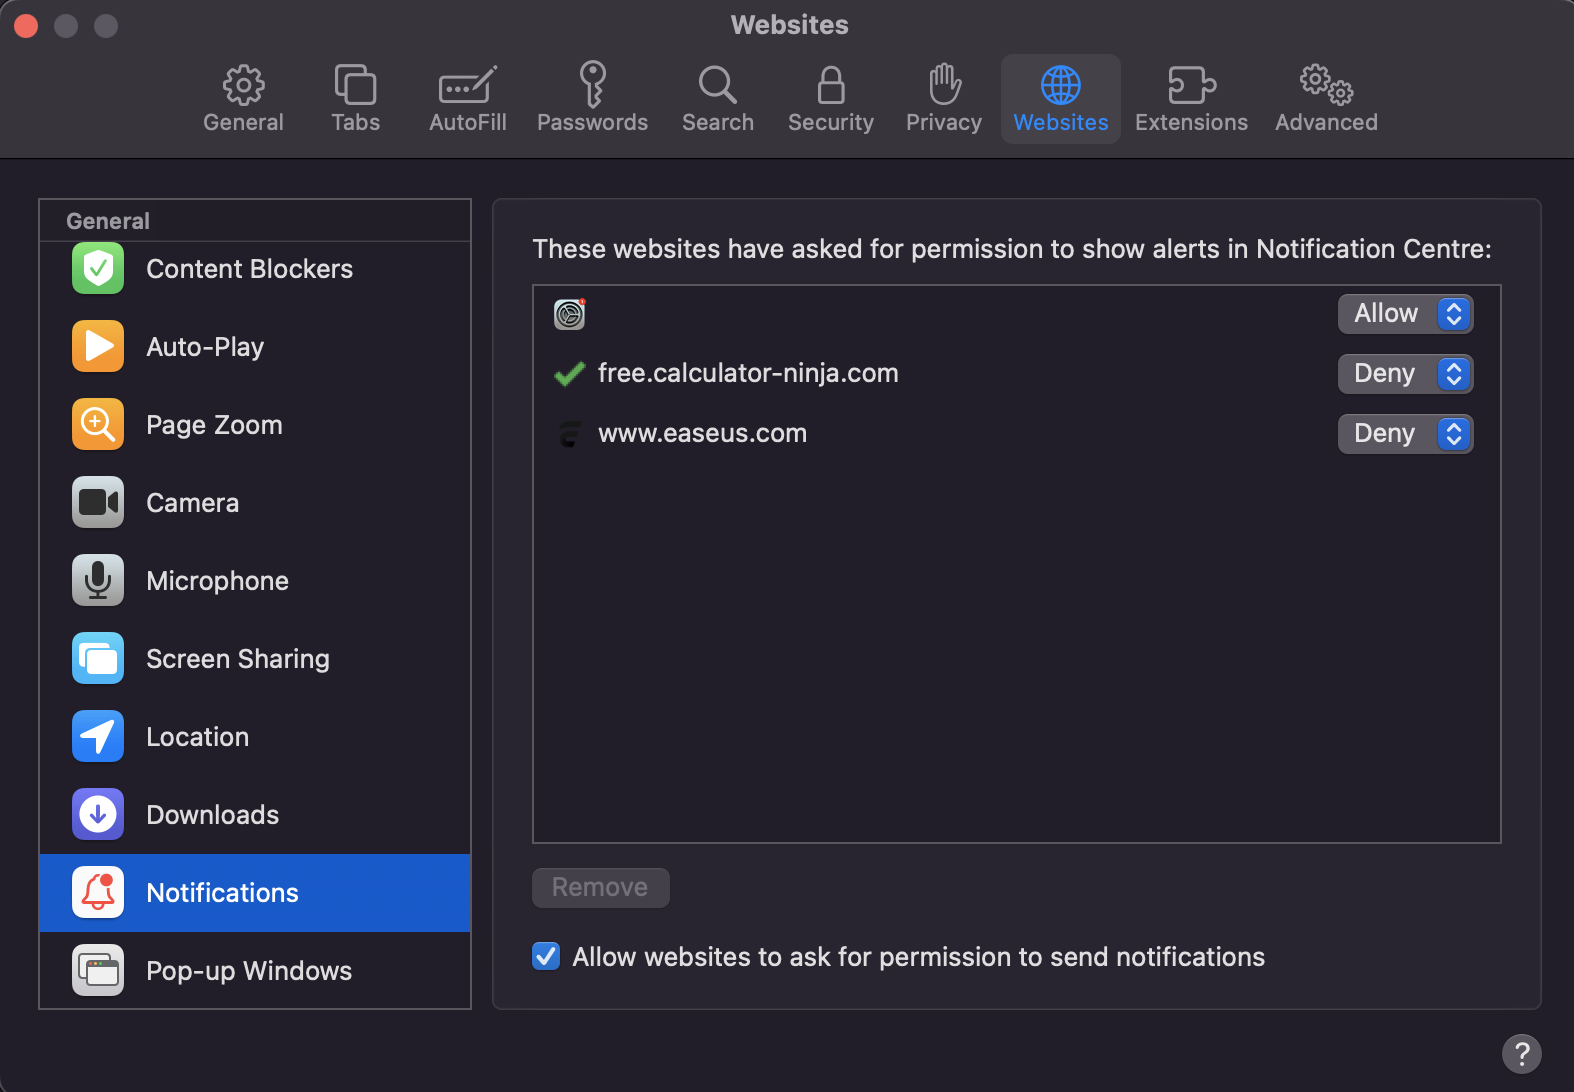 Websites
General
Tabs
AutoFill
Passwords
Search
Security
Privacy
Websites
Extensions
Advanced
General
Content Blockers
Auto-Play
Page Zoom
Camera
Microphone
Screen Sharing
Location
Downloads
Notifications
Pop-up Windows
These websites have asked for permission to show alerts in Notification Centre:
Allow
free.calculator-ninja.com Deny
www.easeus.com Deny
Remove
Allow websites to ask for permission to send notifications
?